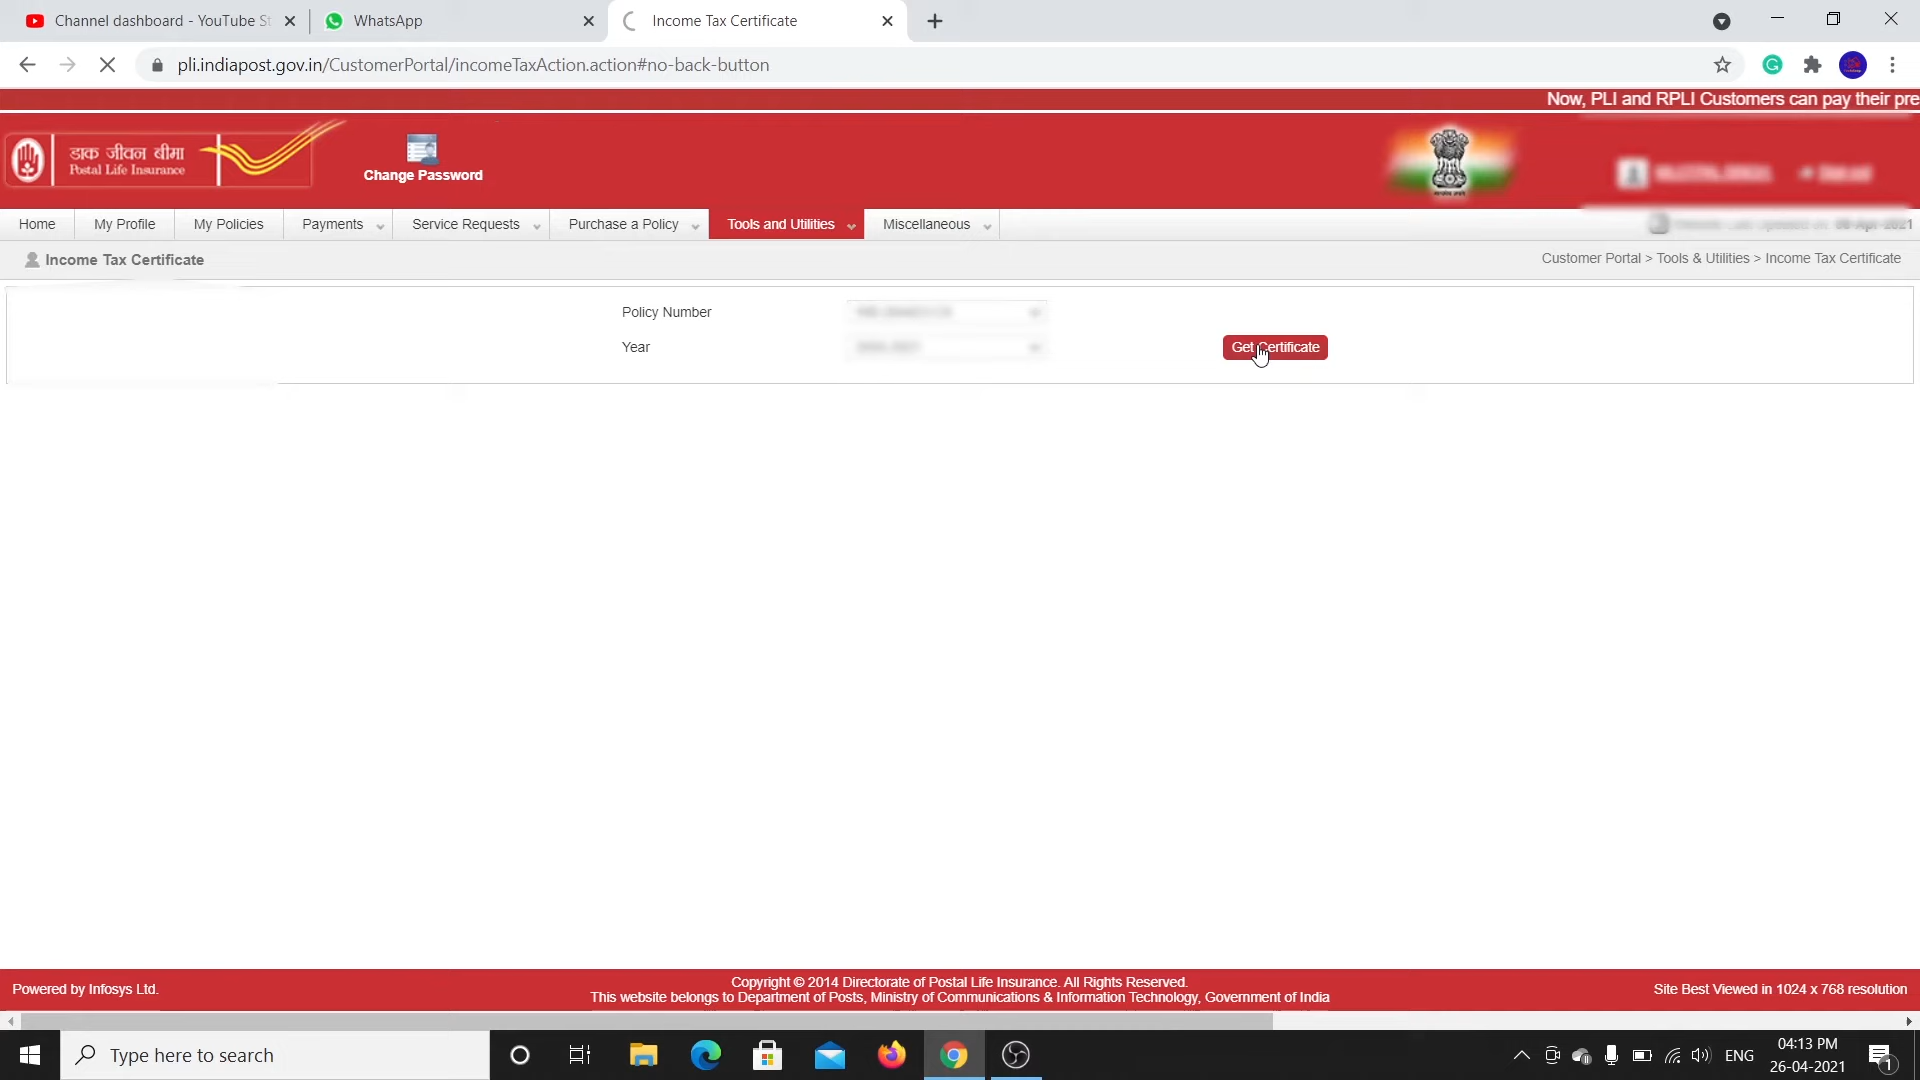 Channel dashboard - YouTube St
WhatsApp
Income Tax Certificate
pli.indiapost.gov.in/CustomerPortal/incomeTaxAction.action#no-back-button
Now, PLI and RPLI Customers can pay their pre
डाक जीवन बीमा
Postal Life Insurance
Change Password
Home
My Profile
My Policies
Payments
Service Requests
Purchase a Policy
Tools and Utilities
Miscellaneous
Income Tax Certificate
Customer Portal > Tools & Utilities > Income Tax Certificate
Policy Number
Year
Get Certificate
Powered by Infosys Ltd.
Copyright © 2014 Directorate of Postal Life Insurance. All Rights Reserved.
This website belongs to Department of Posts, Ministry of Communications & Information Technology, Government of India
Site Best Viewed in 1024 x 768 resolution
Type here to search
ENG
04:13 PM
26-04-2021
1